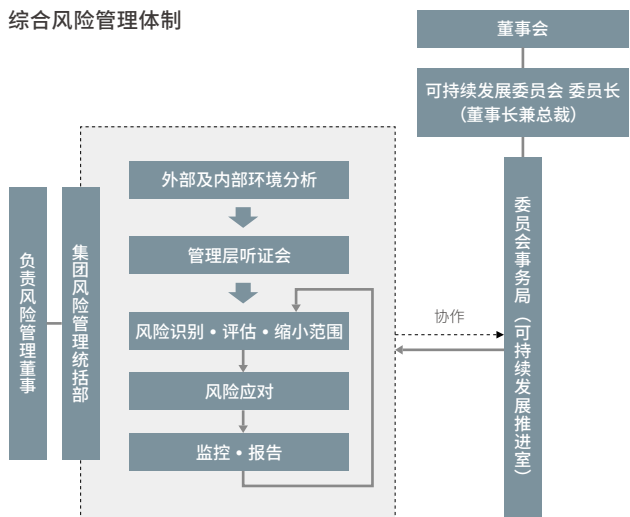 综合风险管理体制
董事会
可持续发展委员会 委员长
（董事长兼总裁）
外部及内部环境分析
管理层听证会
风险识别・评估・缩小范围
风险应对
监控・报告
负责风险管理董事
集团风险管理统括部
协作
委员会事务局（可持续发展推进室）